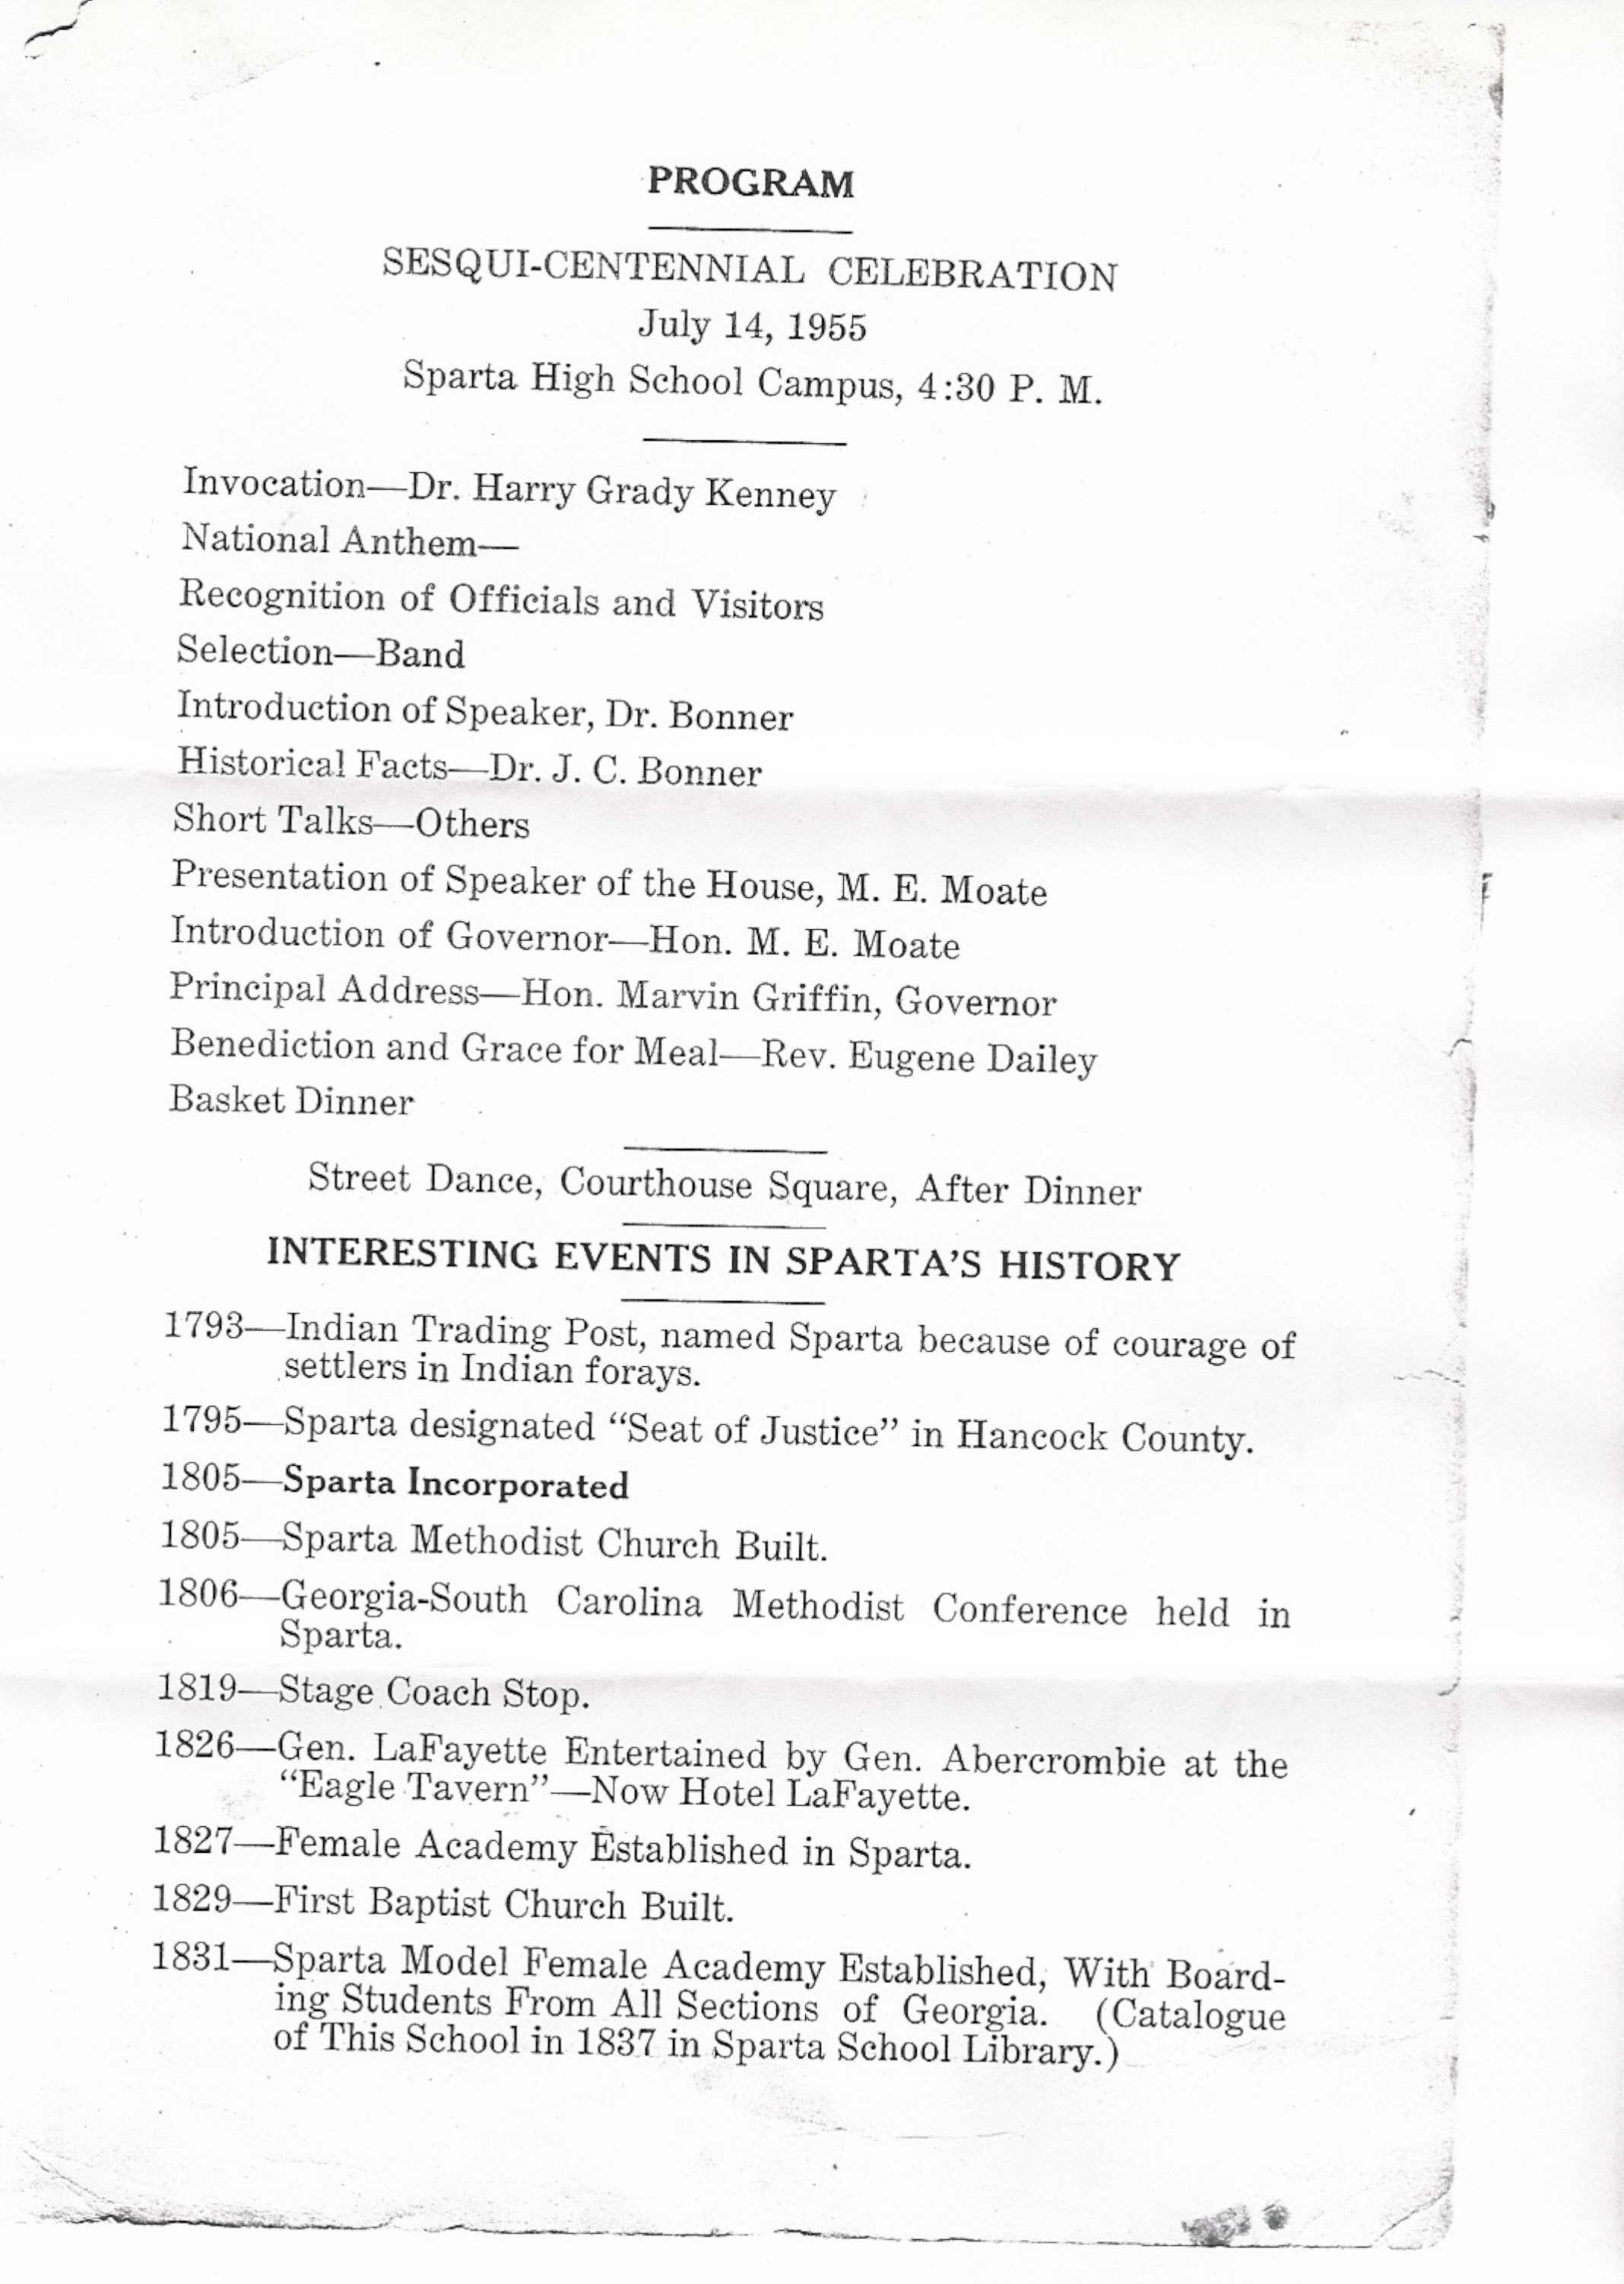 PROGRAM
SESQUI-CENTENNIAL CELEBRATION
July 14, 1955
Sparta High School Campus, 4:30 P. M.
Invocation—Dr. Harry Grady Kenney
National Anthem—
Recognition of Officials and Visitors
Selection—Band
Introduction of Speaker, Dr. Bonner
Historical Facts—Dr. J. C. Bonner
Short Talks—Others
Presentation of Speaker of the House, M. E. Moate
Introduction of Governor—Hon. M. E. Moate
Principal Address—Hon. Marvin Griffin, Governor
Benediction and Grace for Meal—Rev. Eugene Dailey
Basket Dinner
Street Dance, Courthouse Square, After Dinner
INTERESTING EVENTS IN SPARTA'S HISTORY
1793—Indian Trading Post, named Sparta because of courage of
settlers in Indian forays.
1795—Sparta designated “Seat of Justice” in Hancock County.
1805—Sparta Incorporated
1805—Sparta Methodist Church Built.
1806—Georgia-South Carolina Methodist Conference held in
Sparta.
1819—Stage Coach Stop.
1826—Gen. LaFayette Entertained by Gen. Abercrombie at the
“Eagle Tavern”—Now Hotel LaFayette.
1827—Female Academy Established in Sparta.
1829—First Baptist Church Built.
1831—Sparta Model Female Academy Established, With Board-
ing Students From All Sections of Georgia. (Catalogue
of This School in 1837 in Sparta School Library.)